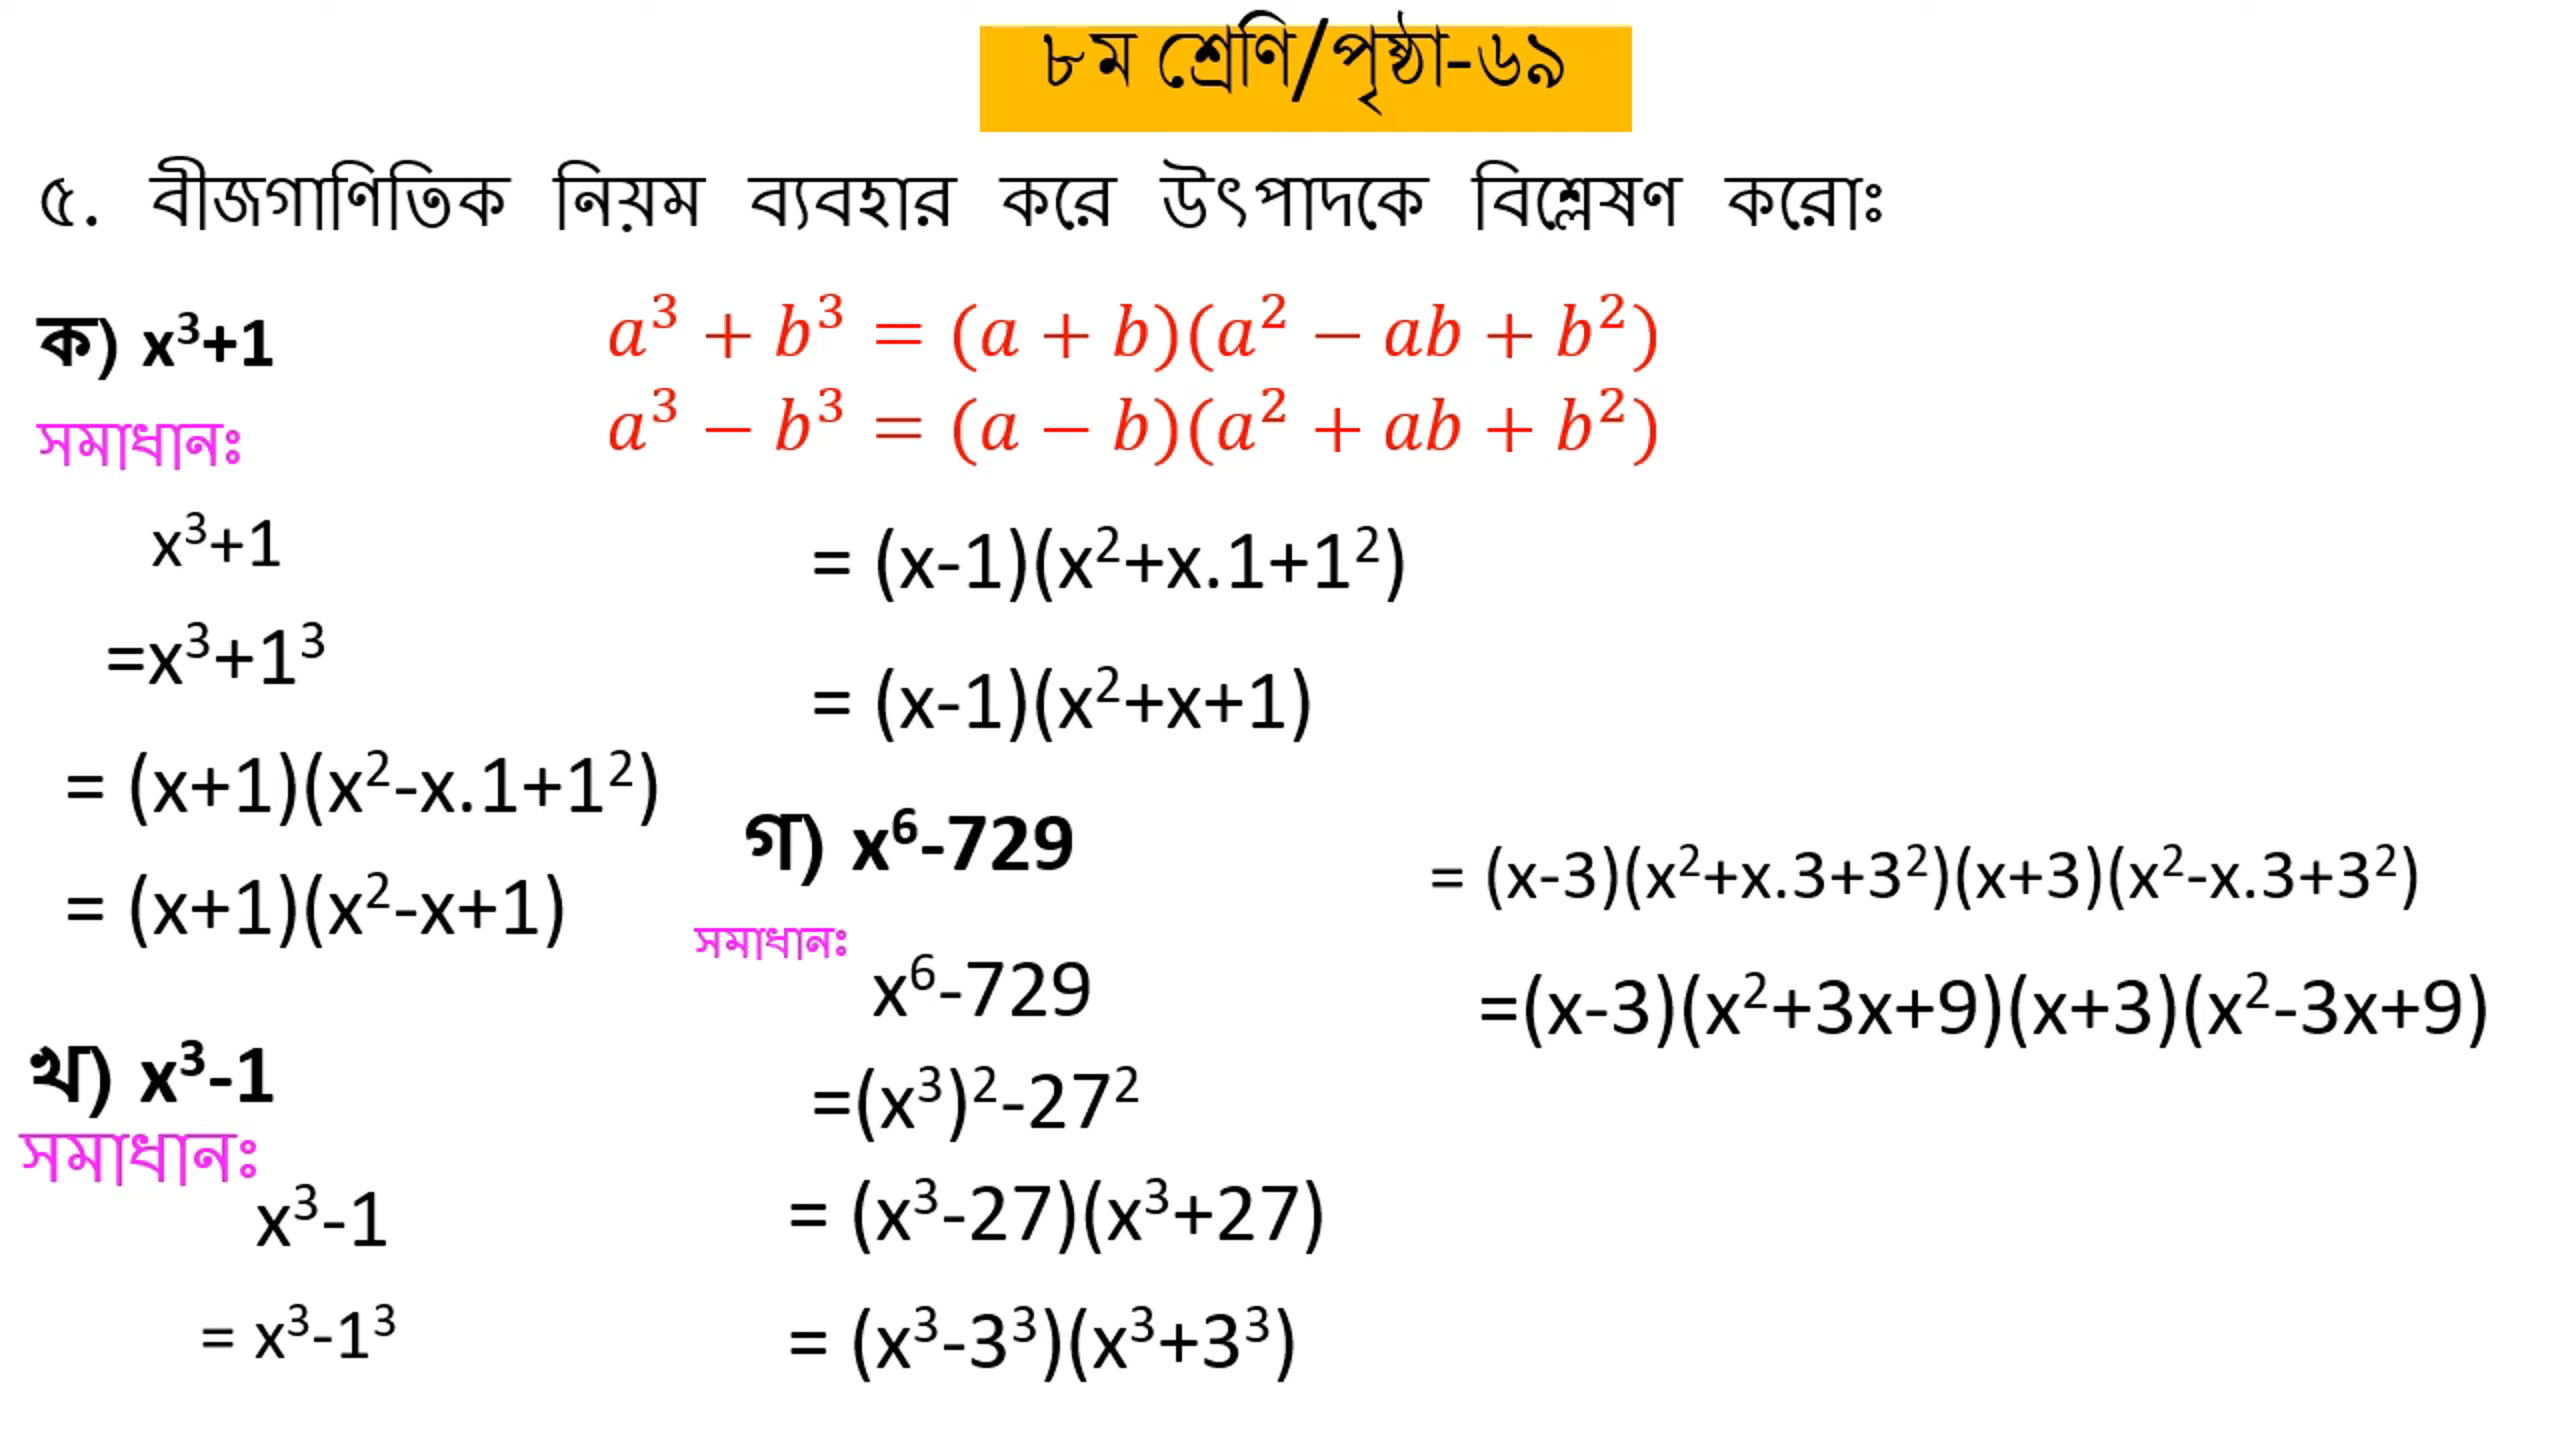 ৮ম শ্রেণি/পৃষ্ঠা-৬৯
৫. বীজগাণিতিক নিয়ম ব্যবহার করে উৎপাদকে বিশ্লেষণ করোঃ
a³ + b³ = (a + b)(a² − ab + b²)
a³ − b³ = (a − b)(a² + ab + b²)
ক) x³+1
সমাধানঃ
x³+1
=x³+1³
= (x+1)(x²-x.1+1²)
= (x+1)(x²-x+1)
খ) x³-1
সমাধানঃ
x³-1
= x³-1³
= (x-1)(x²+x.1+1²)
= (x-1)(x²+x+1)
গ) x⁶-729
সমাধানঃ
x⁶-729
=(x³)²-27²
= (x³-27)(x³+27)
= (x³-3³)(x³+3³)
= (x-3)(x²+x.3+3²)(x+3)(x²-x.3+3²)
=(x-3)(x²+3x+9)(x+3)(x²-3x+9)